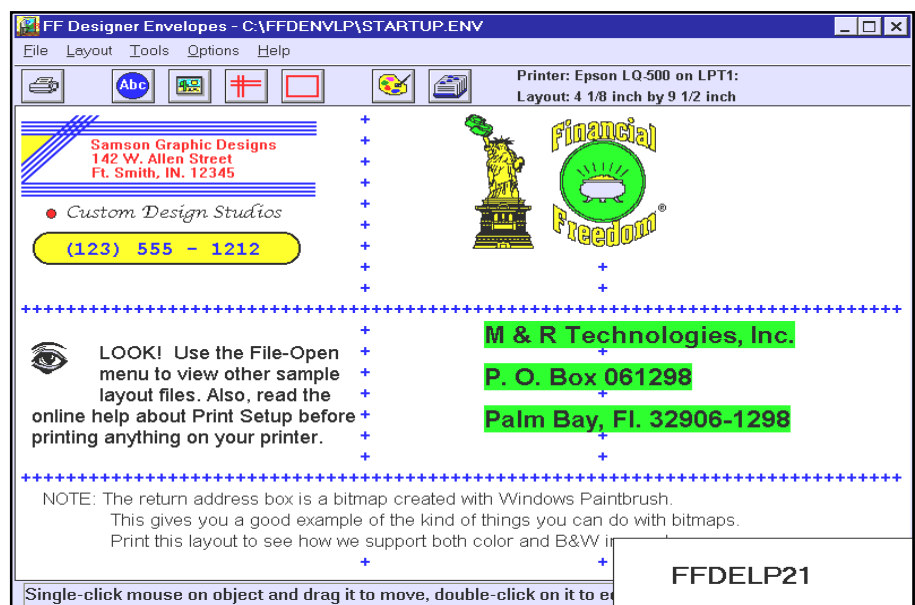 FF Designer Envelopes - C:\FFDENVLP\STARTUP.ENV
File Layout Tools Options Help
Abc
Printer: Epson LQ-500 on LPT1:
Layout: 4 1/8 inch by 9 1/2 inch
Samson Graphic Designs
142 W. Allen Street
Ft. Smith, IN. 12345
Custom Design Studios
(123) 555 - 1212
Financial
Freedom®
LOOK! Use the File-Open
menu to view other sample
layout files. Also, read the
online help about Print Setup before
printing anything on your printer.
M & R Technologies, Inc.
P. O. Box 061298
Palm Bay, Fl. 32906-1298
NOTE: The return address box is a bitmap created with Windows Paintbrush.
This gives you a good example of the kind of things you can do with bitmaps.
Print this layout to see how we support both color and B&W
Single-click mouse on object and drag it to move, double-click on it to
FFDELP21